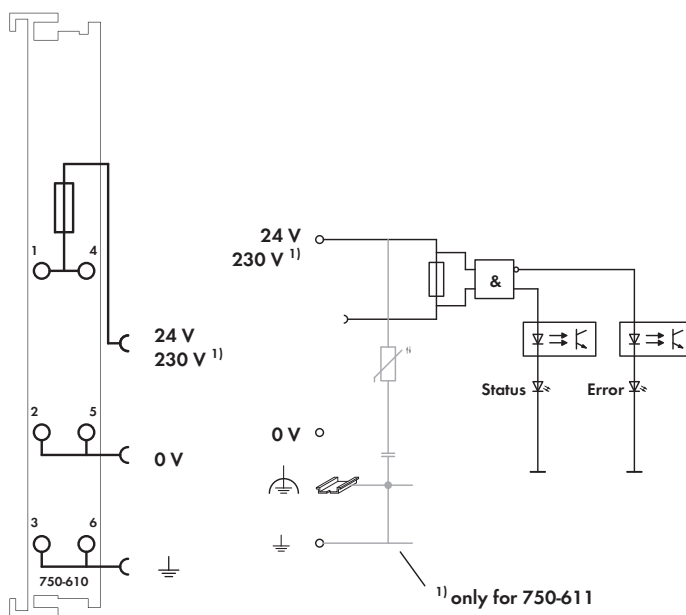 1 4
24 V
230 V 1)
2 5
0 V
3 6
750-610
24 V
230 V 1)
&
Status
Error
0 V
1) only for 750-611